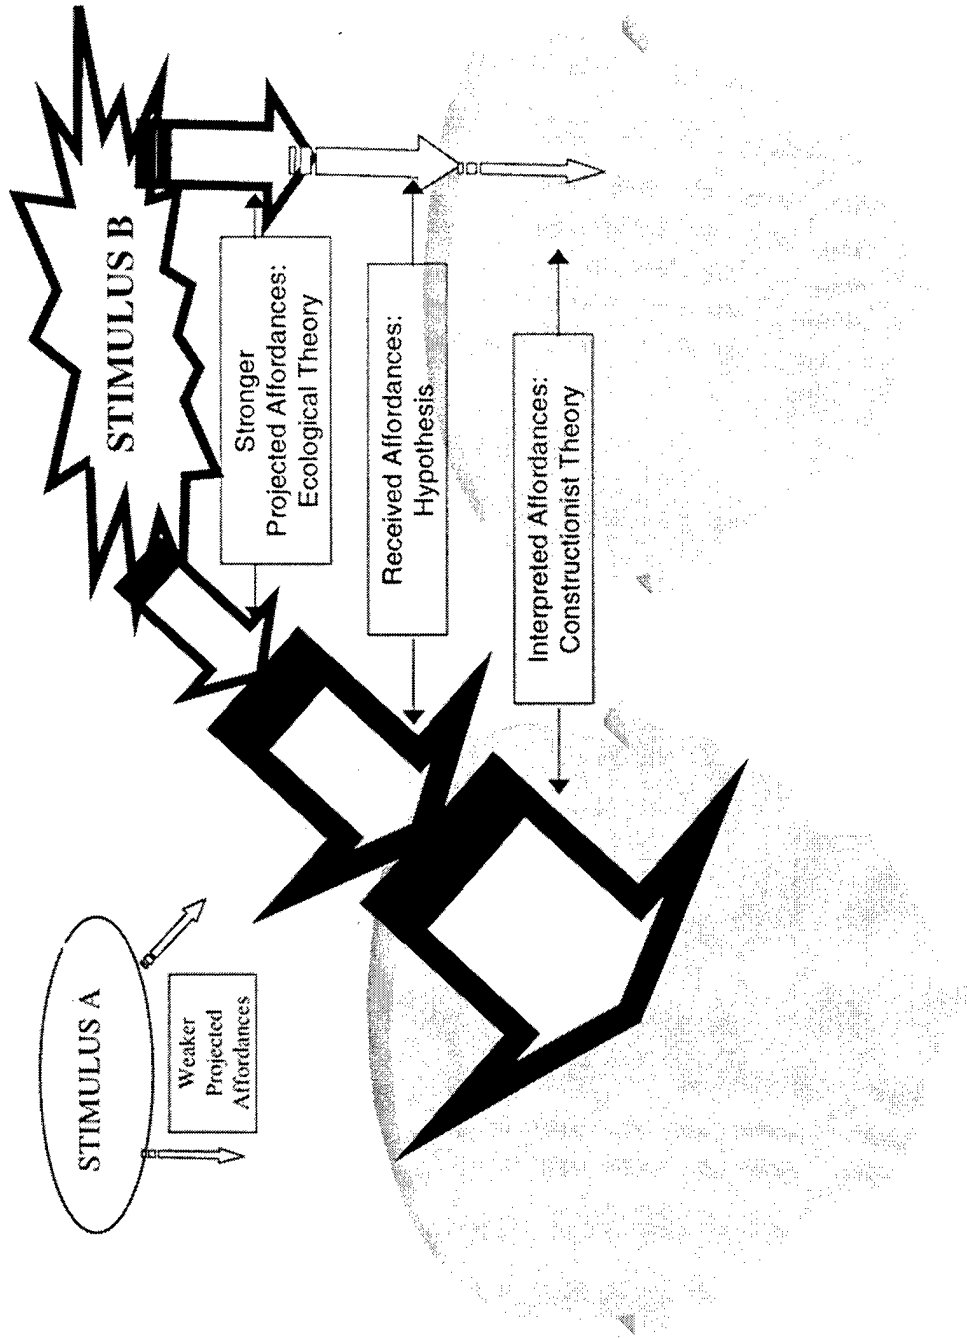 STIMULUS A
Weaker
Projected
Affordances
STIMULUS B
Stronger
Projected Affordances:
Ecological Theory
Received Affordances:
Hypothesis
Interpreted Affordances:
Constructionist Theory